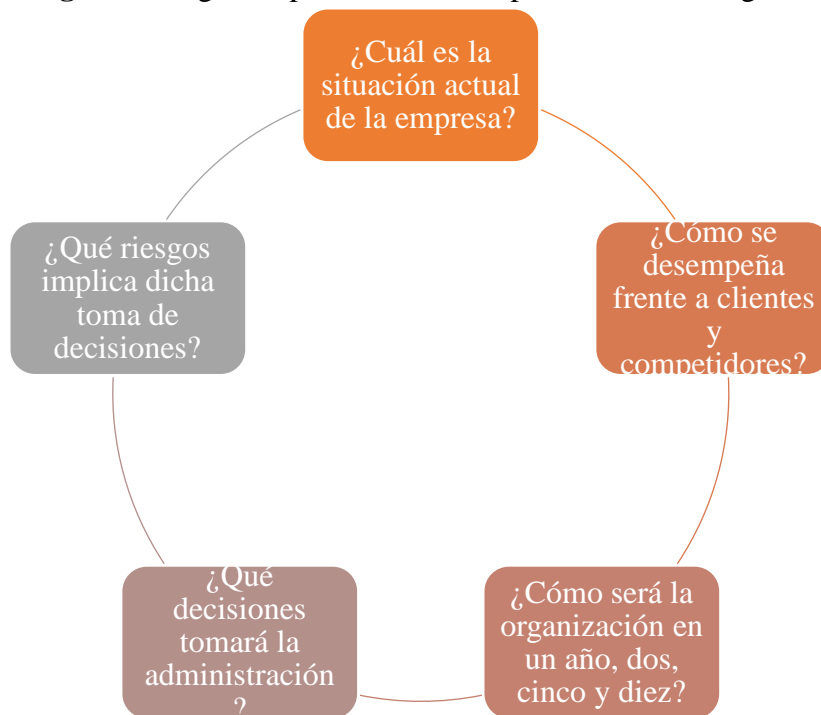 ¿Cuál es la
situación actual
de la empresa?
¿Cómo se
desempeña
frente a clientes
y
competidores?
¿Cómo será la
organización en
un año, dos,
cinco y diez?
¿Qué
decisiones
tomará la
administración
?
¿Qué riesgos
implica dicha
toma de
decisiones?